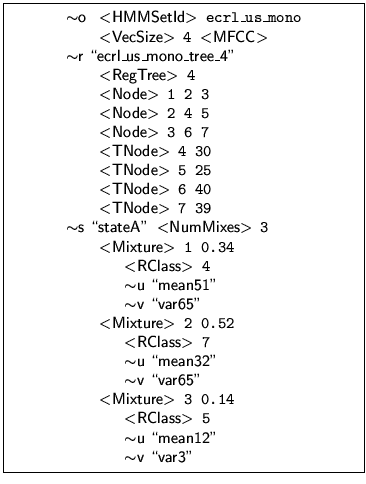 ~o <HMMSetId> ecrl_us_mono
<VecSize> 4 <MFCC>
~r “ecrl_us_mono_tree_4”
<RegTree> 4
<Node> 1 2 3
<Node> 2 4 5
<Node> 3 6 7
<TNode> 4 30
<TNode> 5 25
<TNode> 6 40
<TNode> 7 39
~s “stateA” <NumMixes> 3
<Mixture> 1 0.34
<RClass> 4
~u “mean51”
~v “var65”
<Mixture> 2 0.52
<RClass> 7
~u “mean32”
~v “var65”
<Mixture> 3 0.14
<RClass> 5
~u “mean12”
~v “var3”